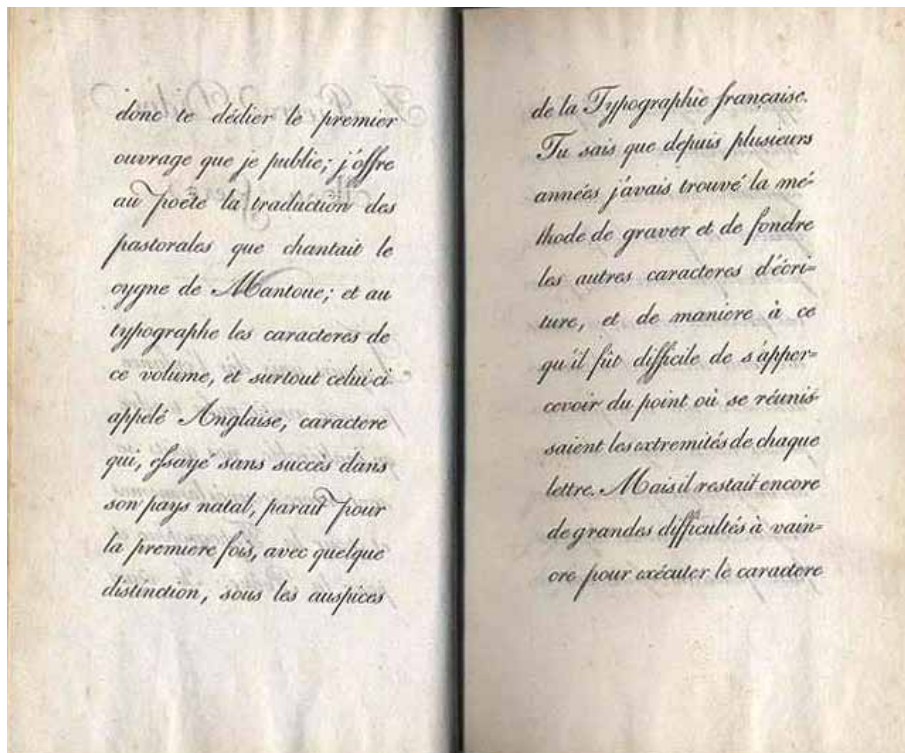 donc te dédier le premier
ouvrage que je publie; j'offre
au poëte la traduction des
pastorales que chantait le
cygne de Mantoue; et au
typographe les caracteres de
ce volume, et surtout celui ci
appelé Anglaise, caractere
qui, essayé sans succès dans
son pays natal, paraît pour
la premiere fois, avec quelque
distinction, sous les auspices
de la Typographie française.
Tu sais que depuis plusieurs
années j'avais trouvé la mé-
thode de graver et de fondre
les autres caracteres d'écri-
ture, et de maniere à ce
qu'il fût difficile de s'apper-
cevoir du point où se réunis-
saient les extremités de chaque
lettre. Mais il restait encore
de grandes difficultés à vain-
cre pour exécuter le caractere